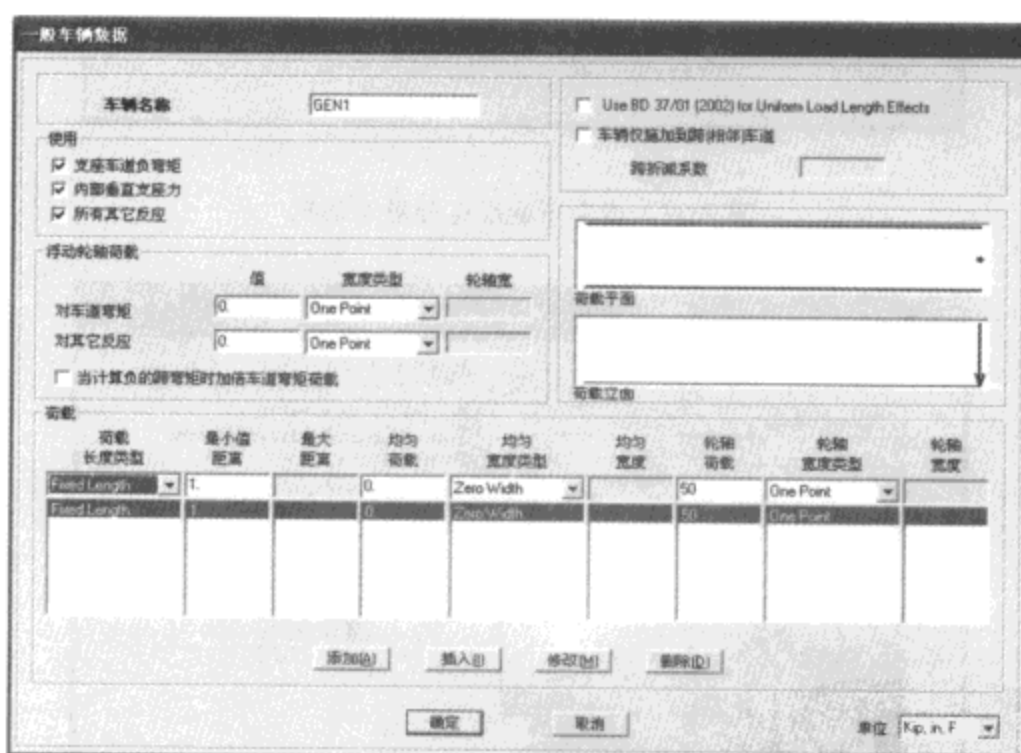 一般车辆数据
车辆名称 GEN1
Use BD 37/01 (2002) for Uniform Load Length Effects
车辆仅施加到跨(相邻)车道
跨折减系数
使用
支座车道负弯矩
内部垂直支座力
所有其它反应
浮动轮轴荷载
值 宽度类型 轮轴宽
对车道弯矩 0. One Point
对其它反应 0. One Point
当计算负的跨弯矩时加倍车道弯矩荷载
荷载平面
荷载立面
荷载
荷载 最小值 最大 均匀 均匀 均匀 轮轴 轮轴 轮轴
长度类型 距离 距离 荷载 宽度类型 宽度 荷载 宽度类型 宽度
Fixed Length 1. 0. Zero Width 50 One Point
Fixed Length 1. 0. Zero Width 50 One Point
添加(A) 插入(I) 修改(M) 删除(D)
确定 取消 单位 Kip, in, F